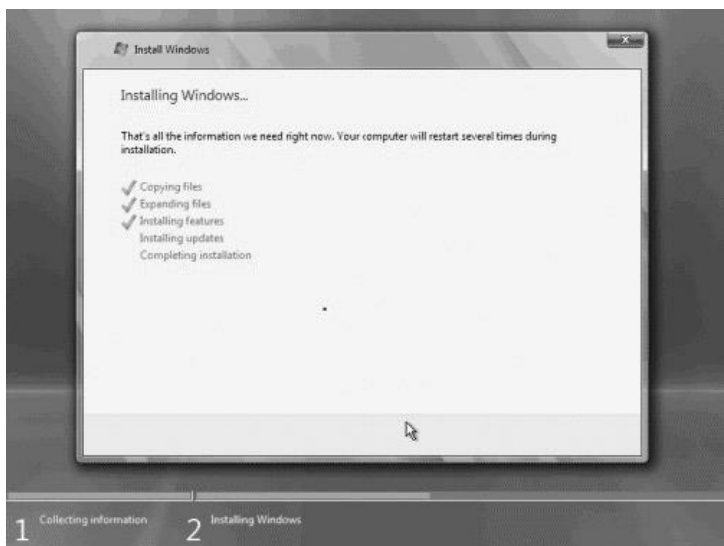 Install Windows
Installing Windows...
That's all the information we need right now. Your computer will restart several times during
installation.
Copying files
Expanding files
Installing features
Installing updates
Completing installation
1 Collecting information 2 Installing Windows